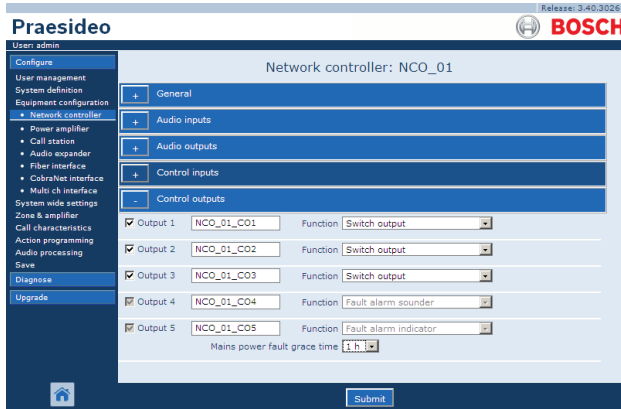 Release: 3.40.3026
Praesideo
BOSCH
User: admin
Configure
User management
System definition
Equipment configuration
• Network controller
• Power amplifier
• Call station
• Audio expander
• Fiber interface
• CobraNet interface
• Multi ch interface
System wide settings
Zone & amplifier
Call characteristics
Action programming
Audio processing
Save
Diagnose
Upgrade
Network controller: NCO_01
+ General
+ Audio inputs
+ Audio outputs
+ Control inputs
- Control outputs
Output 1 NCO_01_CO1 Function Switch output
Output 2 NCO_01_CO2 Function Switch output
Output 3 NCO_01_CO3 Function Switch output
Output 4 NCO_01_CO4 Function Fault alarm sounder
Output 5 NCO_01_CO5 Function Fault alarm indicator
Mains power fault grace time 1 h
Submit